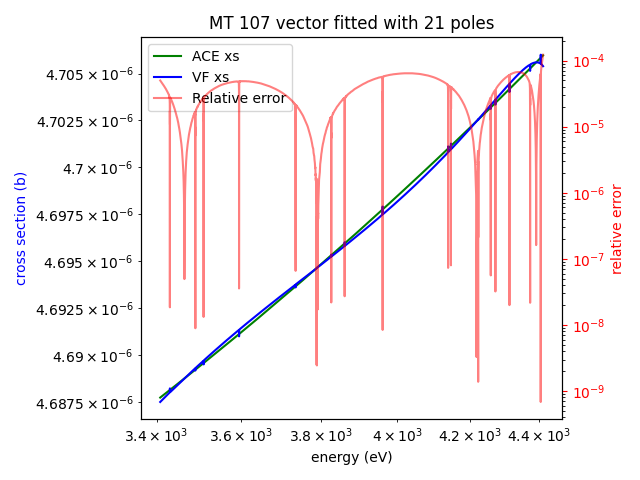 MT 107 vector fitted with 21 poles
ACE xs
VF xs
Relative error
4.705 × 10⁻⁶
4.7025 × 10⁻⁶
4.7 × 10⁻⁶
4.6975 × 10⁻⁶
4.695 × 10⁻⁶
4.6925 × 10⁻⁶
4.69 × 10⁻⁶
4.6875 × 10⁻⁶
cross section (b)
10⁻⁴
10⁻⁵
10⁻⁶
10⁻⁷
10⁻⁸
10⁻⁹
relative error
3.4 × 10³ 3.6 × 10³ 3.8 × 10³ 4 × 10³ 4.2 × 10³ 4.4 × 10³
energy (eV)